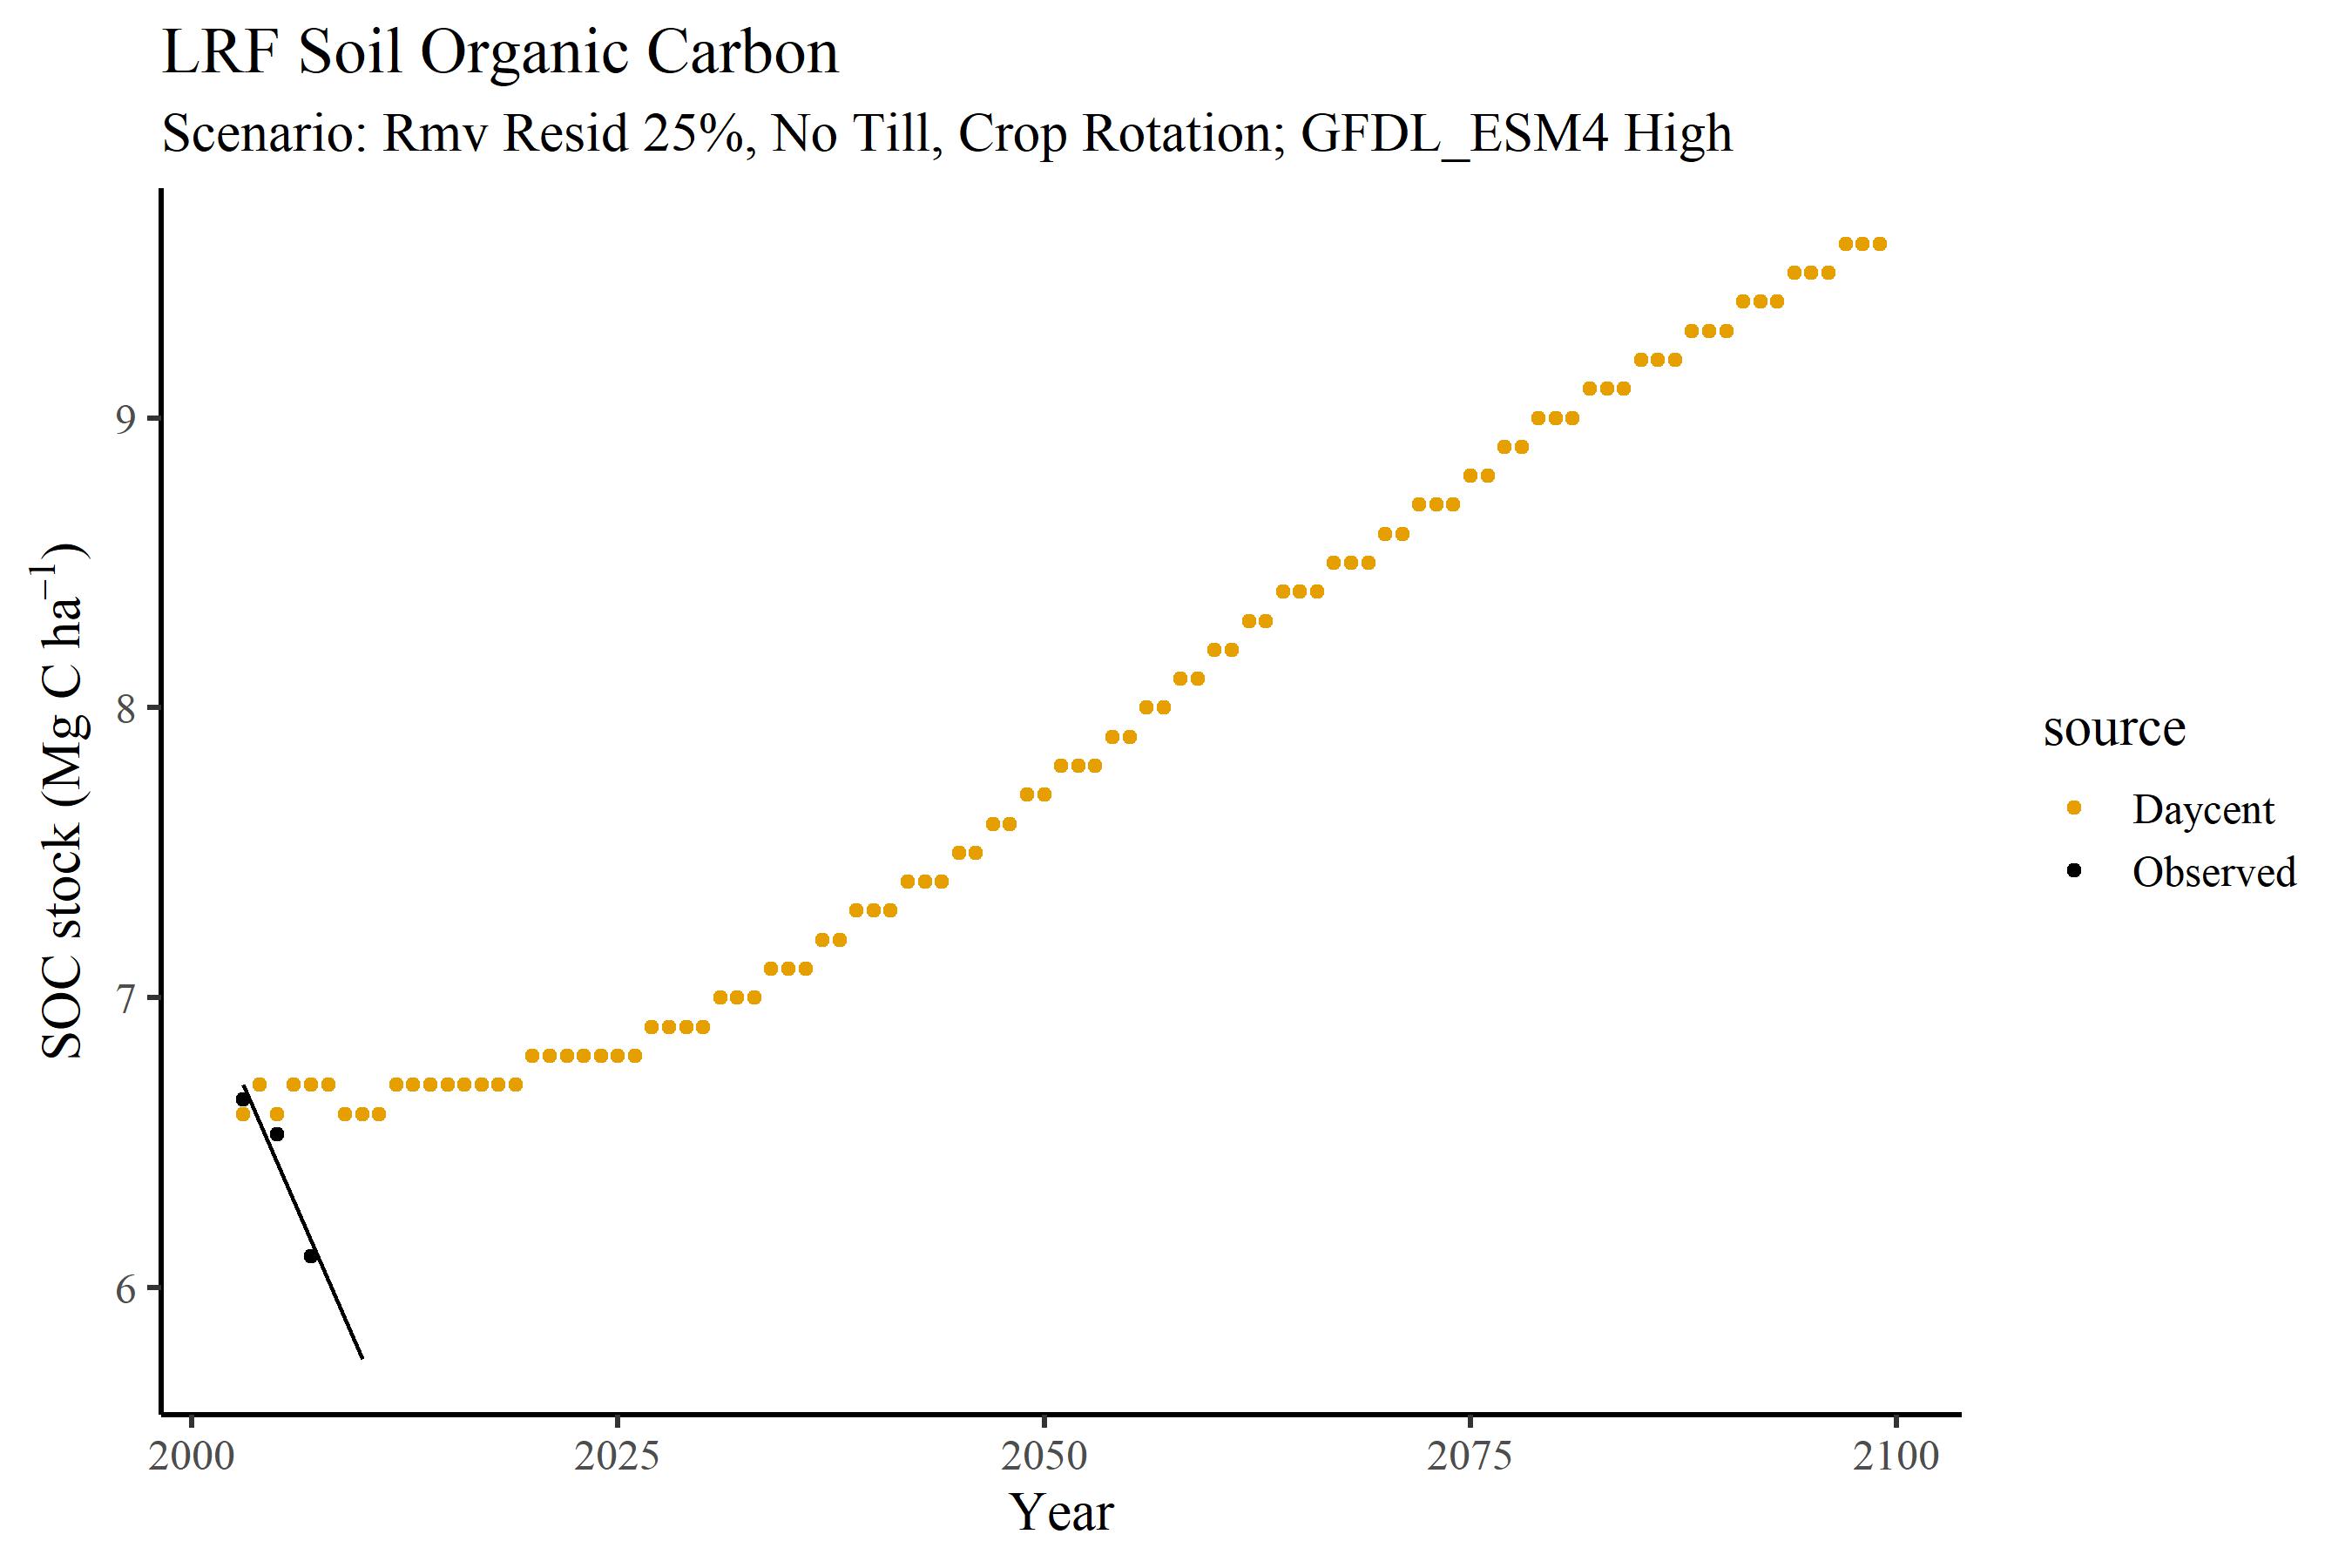 LRF Soil Organic Carbon
Scenario: Rmv Resid 25%, No Till, Crop Rotation; GFDL_ESM4 High
SOC stock (Mg C ha⁻¹)
9
8
7
6
2000 2025 2050 2075 2100
Year
source
Daycent
Observed